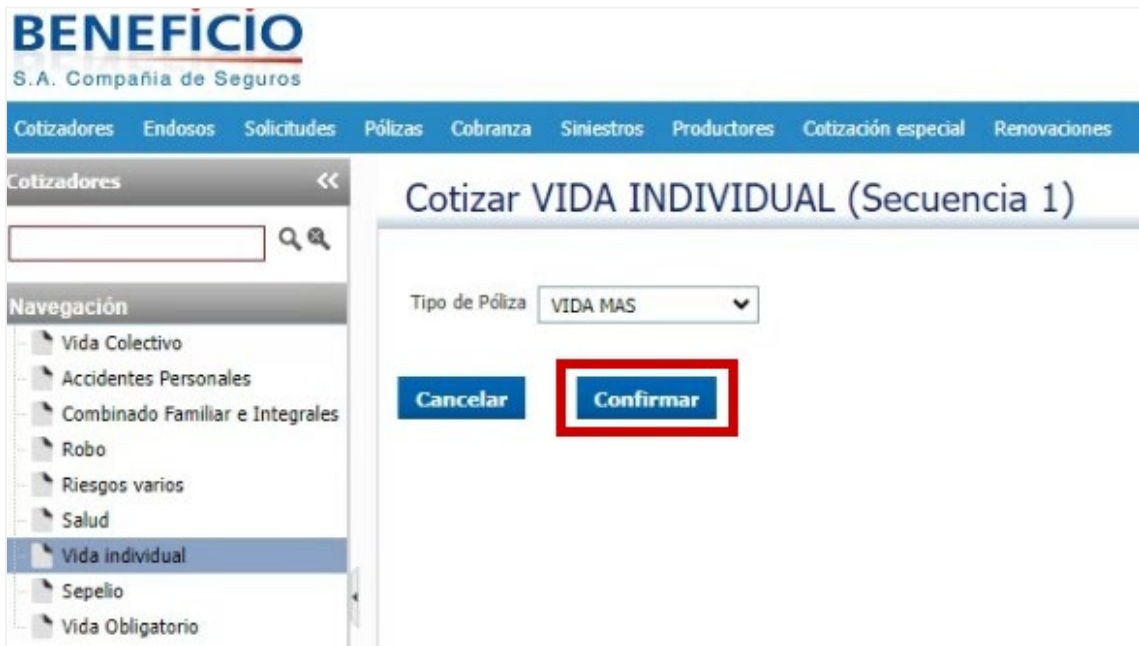 BENEFICIO
S.A. Compañia de Seguros
Cotizadores Endosos Solicitudes Pólizas Cobranza Siniestros Productores Cotización especial Renovaciones
Cotizadores <<
Cotizar VIDA INDIVIDUAL (Secuencia 1)
Navegación
Vida Colectivo
Accidentes Personales
Combinado Familiar e Integrales
Robo
Riesgos varios
Salud
Vida individual
Sepelio
Vida Obligatorio
Tipo de Póliza VIDA MAS
Cancelar Confirmar